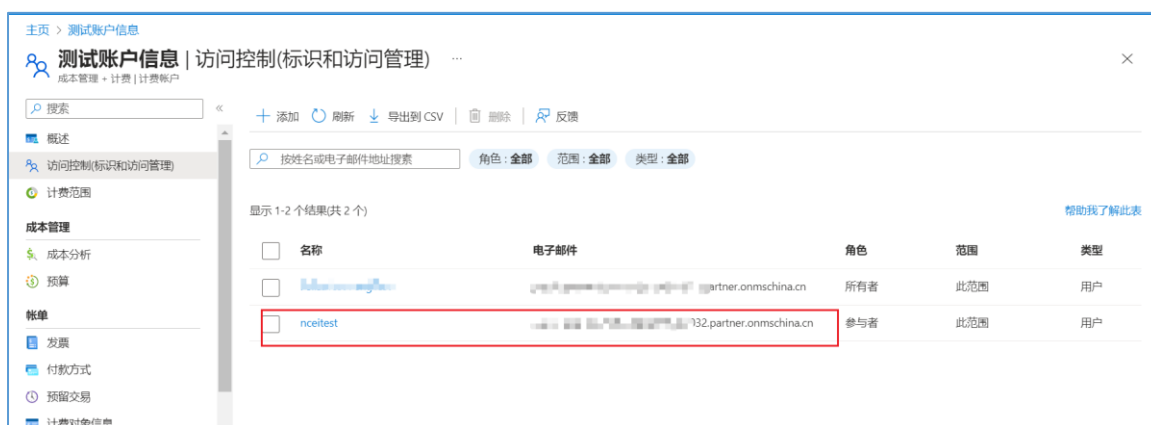 主页 > 测试账户信息
测试账户信息 | 访问控制(标识和访问管理) ...
成本管理 + 计费 | 计费帐户
搜索
概述
访问控制(标识和访问管理)
计费范围
成本管理
成本分析
预算
帐单
发票
付款方式
预留交易
计费对象信息
添加 刷新 导出到 CSV 删除 反馈
按姓名或电子邮件地址搜索 角色 : 全部 范围 : 全部 类型 : 全部
显示 1-2 个结果(共 2 个) 帮助我了解此表
名称 电子邮件 角色 范围 类型
artner.onmschina.cn 所有者 此范围 用户
nceitest 32.partner.onmschina.cn 参与者 此范围 用户